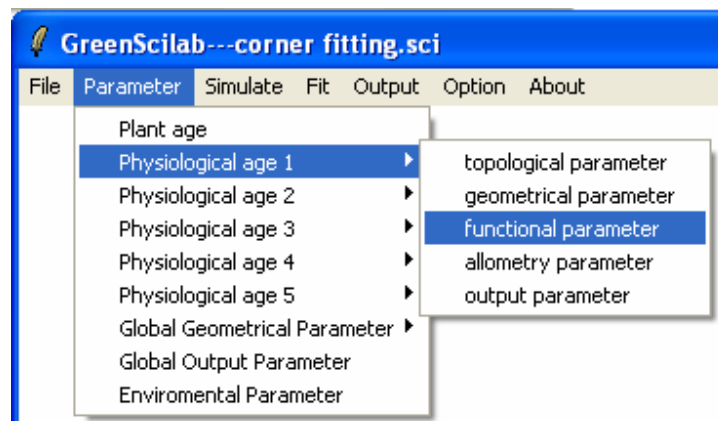 GreenScilab---corner fitting.sci
File Parameter Simulate Fit Output Option About
Plant age
Physiological age 1
Physiological age 2
Physiological age 3
Physiological age 4
Physiological age 5
Global Geometrical Parameter
Global Output Parameter
Enviromental Parameter
topological parameter
geometrical parameter
functional parameter
allometry parameter
output parameter